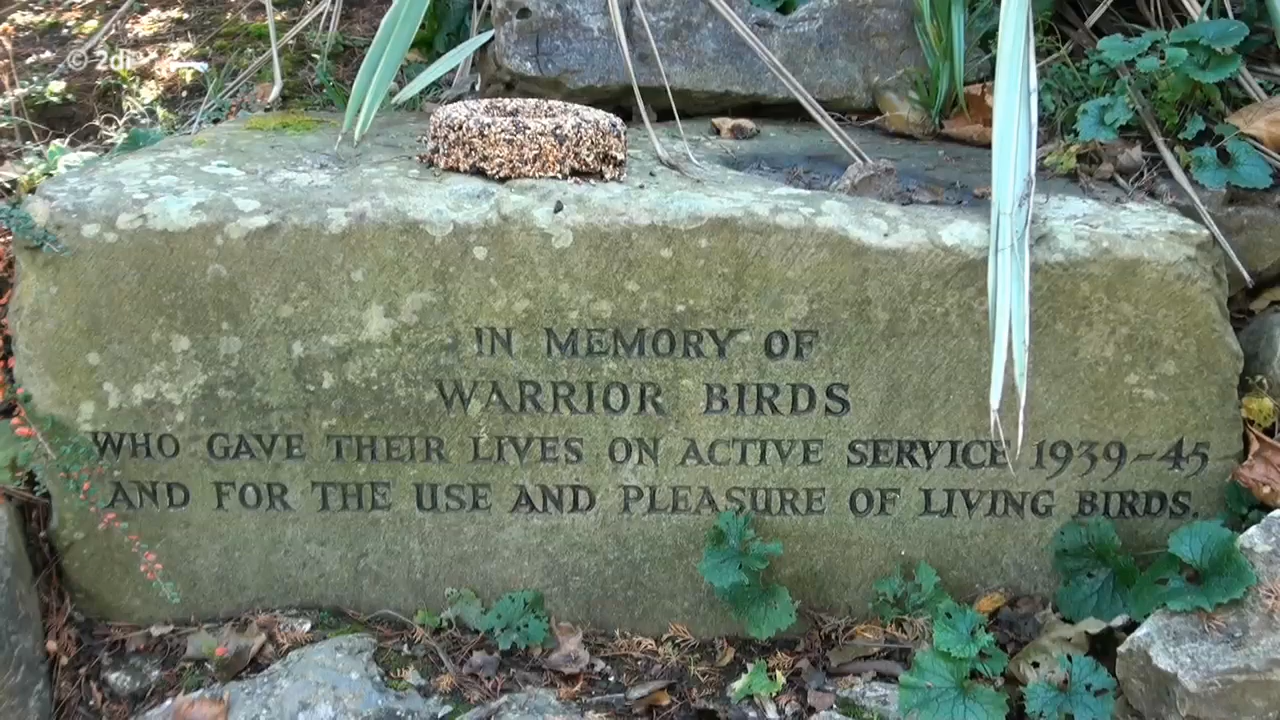 © 2di
IN MEMORY OF
WARRIOR BIRDS
WHO GAVE THEIR LIVES ON ACTIVE SERVICE 1939-45
AND FOR THE USE AND PLEASURE OF LIVING BIRDS.